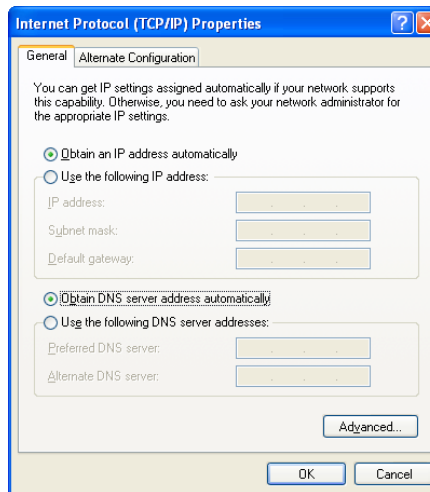 Internet Protocol (TCP/IP) Properties
General
Alternate Configuration
You can get IP settings assigned automatically if your network supports
this capability. Otherwise, you need to ask your network administrator for
the appropriate IP settings.
Obtain an IP address automatically
Use the following IP address:
IP address:
Subnet mask:
Default gateway:
Obtain DNS server address automatically
Use the following DNS server addresses:
Preferred DNS server:
Alternate DNS server:
Advanced...
OK
Cancel